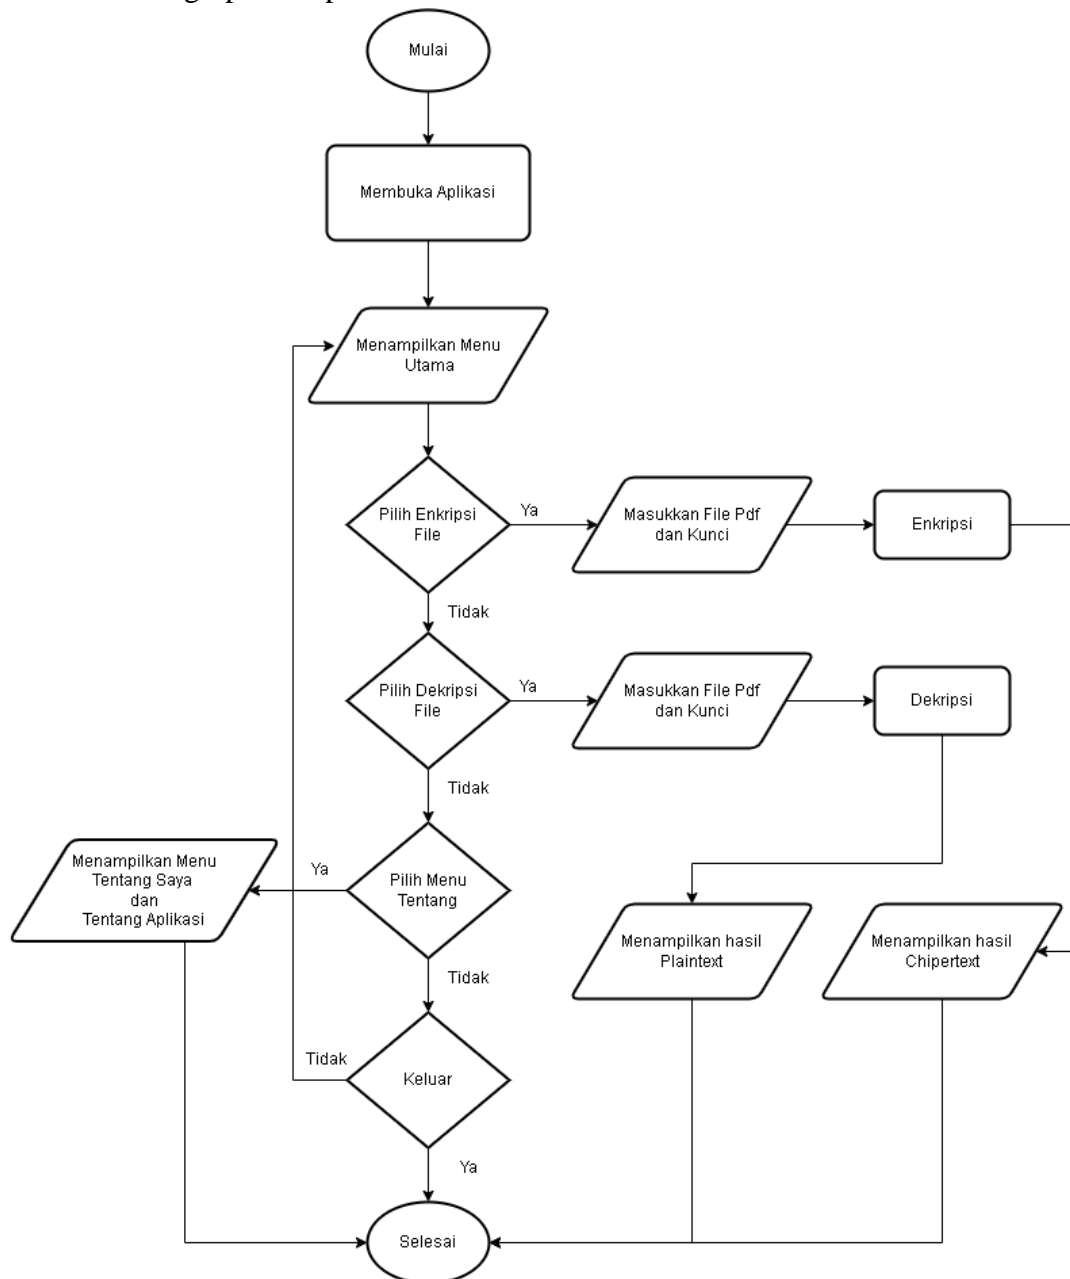 Mulai
Membuka Aplikasi
Menampilkan Menu
Utama
Pilih Enkripsi
File
Ya
Masukkan File Pdf
dan Kunci
Enkripsi
Tidak
Pilih Dekripsi
File
Ya
Masukkan File Pdf
dan Kunci
Dekripsi
Tidak
Menampilkan Menu
Tentang Saya
dan
Tentang Aplikasi
Ya
Pilih Menu
Tentang
Menampilkan hasil
Plaintext
Menampilkan hasil
Chipertext
Tidak
Tidak
Keluar
Ya
Selesai